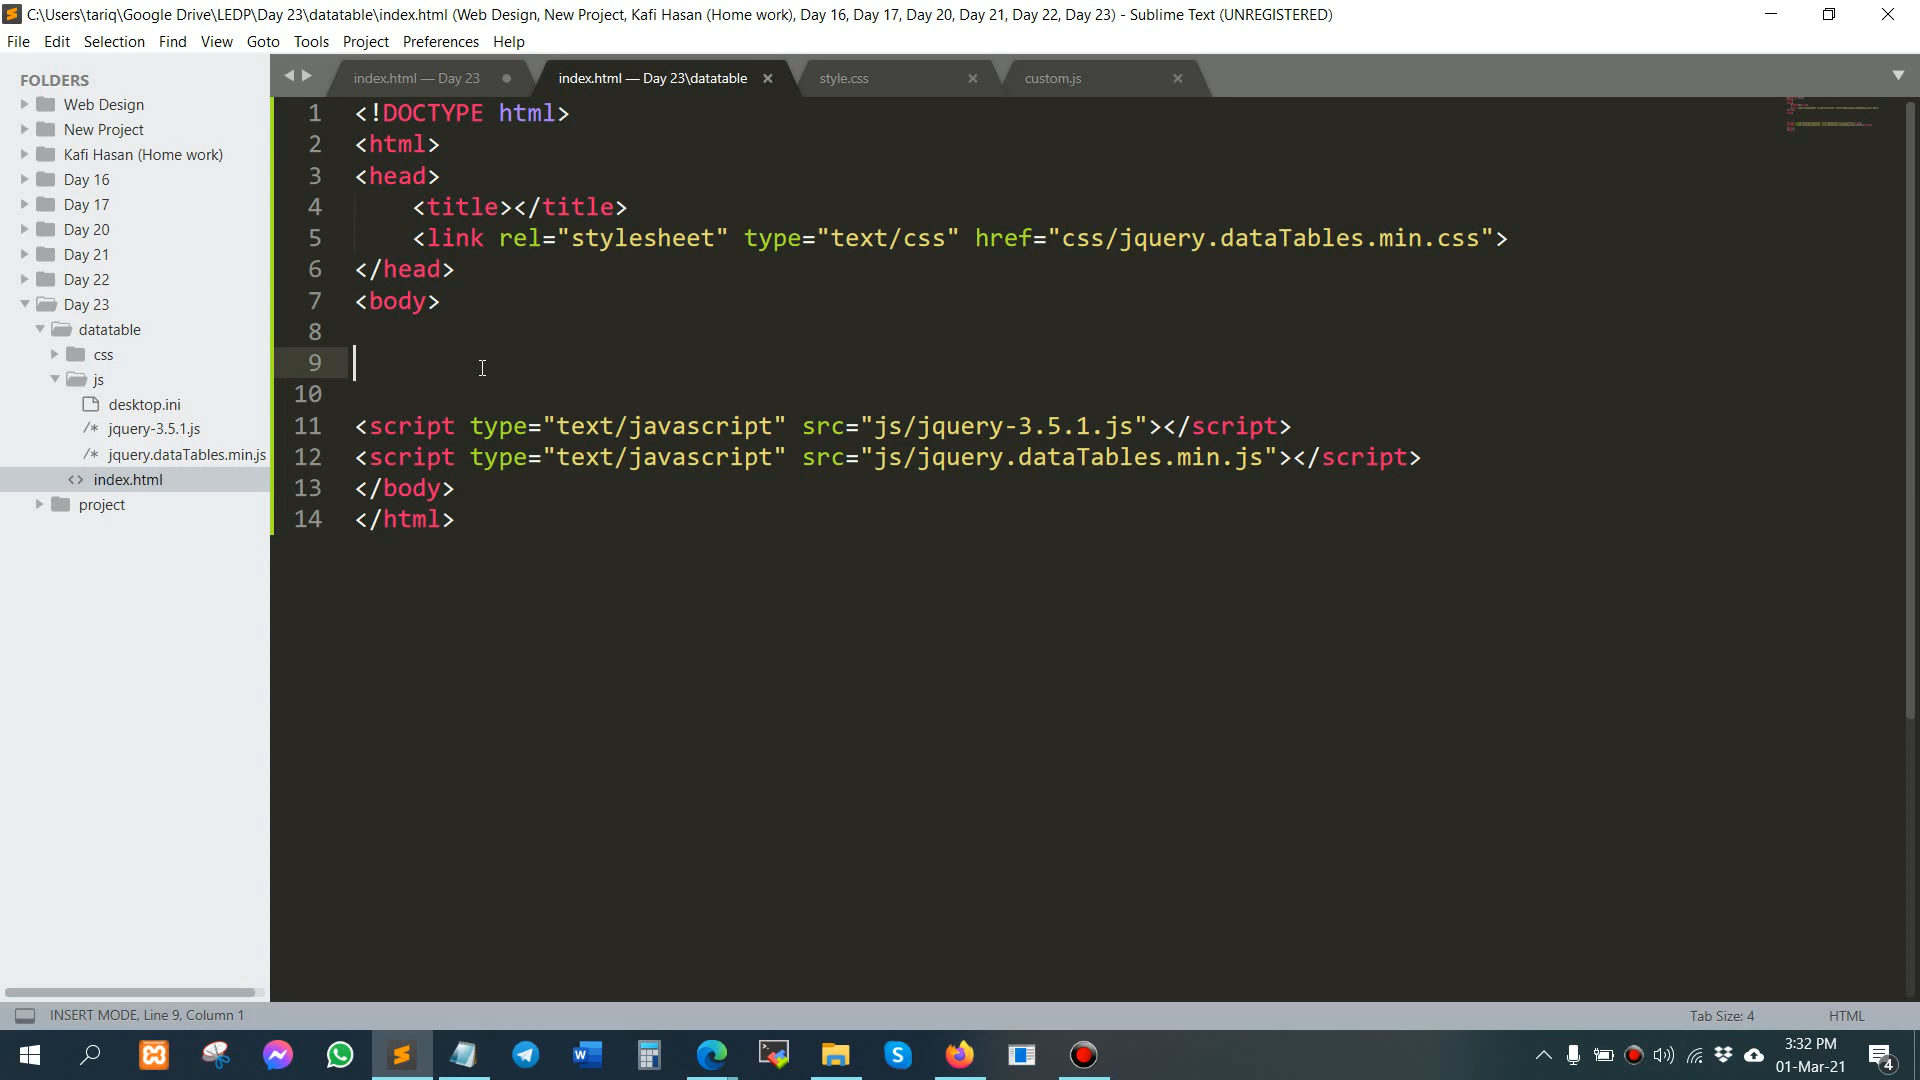 C:\Users\tariq\Google Drive\LEDP\Day 23\datatable\index.html (Web Design, New Project, Kafi Hasan (Home work), Day 16, Day 17, Day 20, Day 21, Day 22, Day 23) - Sublime Text (UNREGISTERED)
File Edit Selection Find View Goto Tools Project Preferences Help
FOLDERS
Web Design
New Project
Kafi Hasan (Home work)
Day 16
Day 17
Day 20
Day 21
Day 22
Day 23
datatable
css
js
desktop.ini
/* jquery-3.5.1.js
/* jquery.dataTables.min.js
<> index.html
project
index.html — Day 23
index.html — Day 23\datatable
style.css
custom.js
1 <!DOCTYPE html>
2 <html>
3 <head>
4 <title></title>
5 <link rel="stylesheet" type="text/css" href="css/jquery.dataTables.min.css">
6 </head>
7 <body>
8
9
10
11 <script type="text/javascript" src="js/jquery-3.5.1.js"></script>
12 <script type="text/javascript" src="js/jquery.dataTables.min.js"></script>
13 </body>
14 </html>
INSERT MODE, Line 9, Column 1
Tab Size: 4
HTML
3:32 PM
01-Mar-21
4